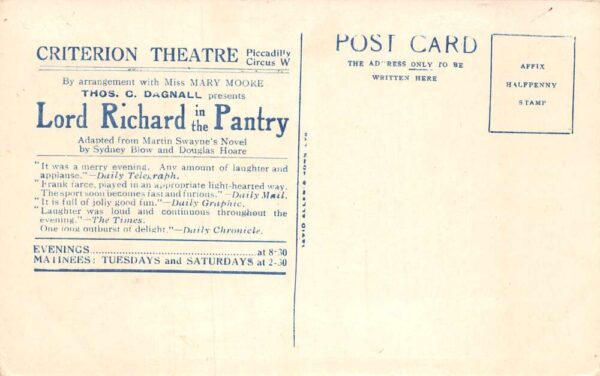 CRITERION THEATRE Piccadilly
Circus W
By arrangement with Miss MARY MOORE
THOS. C. DAGNALL presents
Lord Richard in the Pantry
Adapted from Martin Swayne's Novel
by Sydney Blow and Douglas Hoare
"It was a merry evening. Any amount of laughter and
applause."—Daily Telegraph.
"Frank farce, played in an appropriate light-hearted way.
The sport soon becomes fast and furious."—Daily Mail.
"It is full of jolly good fun."—Daily Graphic.
"Laughter was loud and continuous throughout the
evening."—The Times.
One long outburst of delight."—Daily Chronicle.
EVENINGS..............................at 8-30
MATINEES: TUESDAYS and SATURDAYS at 2-30
DAVID ALLEN & SONS LTD
POST CARD
THE ADDRESS ONLY TO BE
WRITTEN HERE
AFFIX
HALFPENNY
STAMP